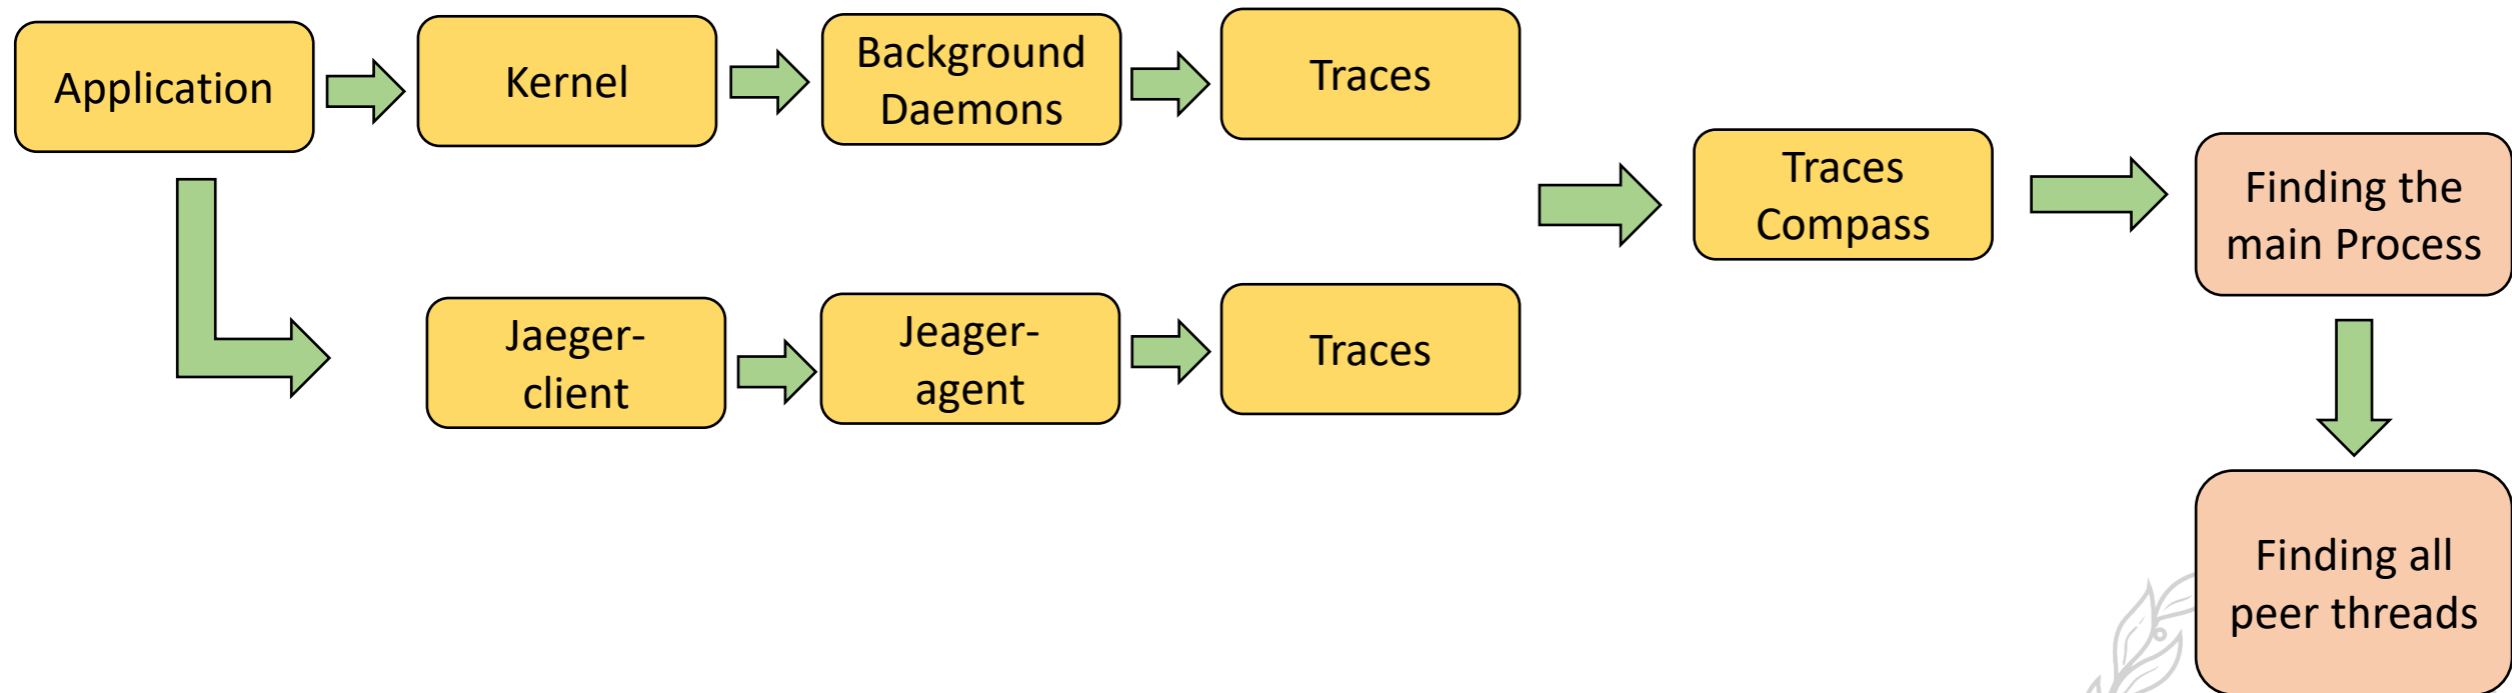 Application
Kernel
Background
Daemons
Traces
Traces
Compass
Finding the
main Process
Jaeger-
client
Jeager-
agent
Traces
Finding all
peer threads